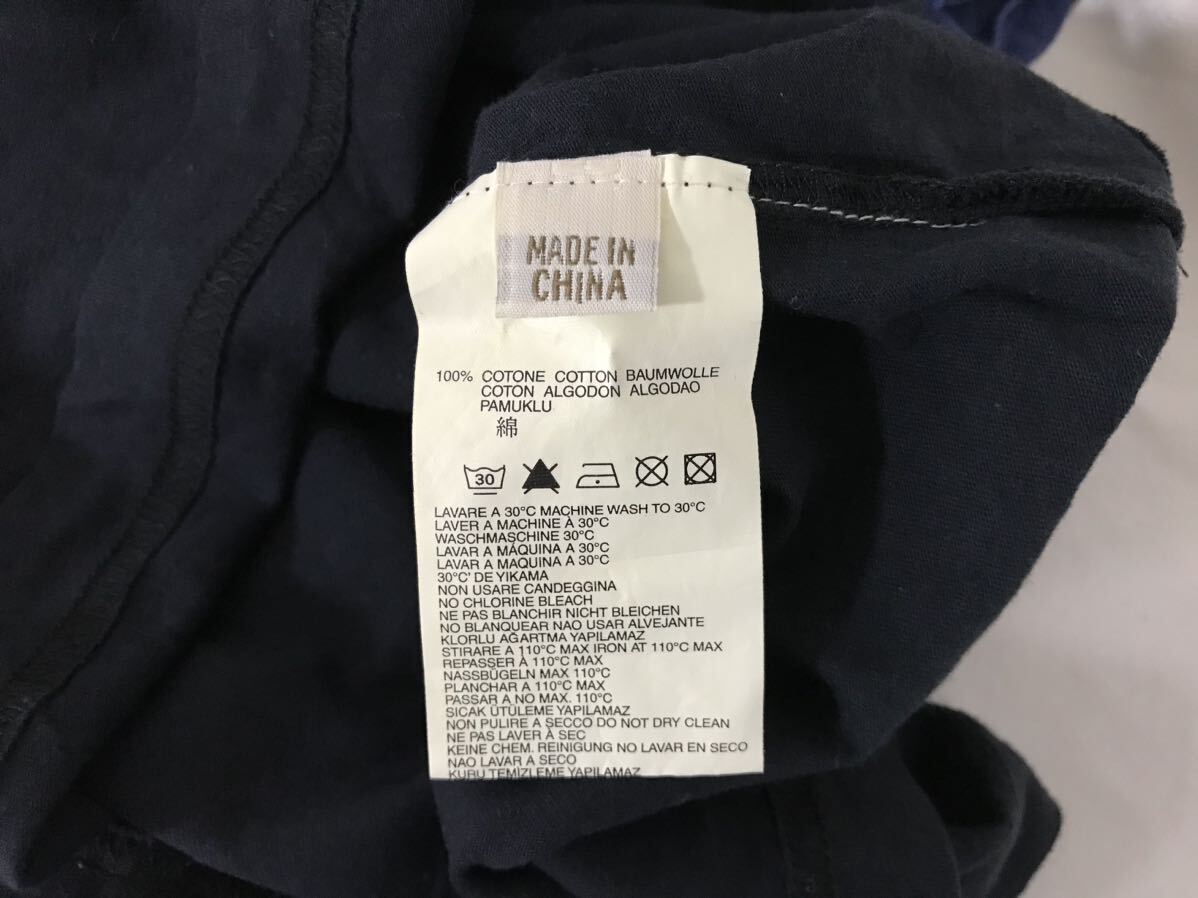 MADE IN
CHINA
100% COTONE COTTON BAUMWOLLE
COTON ALGODON ALGODAO
PAMUKLU
綿
30
LAVARE A 30°C MACHINE WASH TO 30°C
LAVER A MACHINE À 30°C
WASCHMASCHINE 30°C
LAVAR A MÁQUINA A 30°C
LAVAR A MAQUINA A 30°C
30°C' DE YIKAMA
NON USARE CANDEGGINA
NO CHLORINE BLEACH
NE PAS BLANCHIR NICHT BLEICHEN
NO BLANQUEAR NAO USAR ALVEJANTE
KLORLU AĞARTMA YAPILAMAZ
STIRARE A 110°C MAX IRON AT 110°C MAX
REPASSER À 110°C MAX
NASSBÜGELN MAX 110°C
PLANCHAR A 110°C MAX
PASSAR A NO MAX. 110°C
SICAK ÜTÜLEME YAPILAMAZ
NON PULIRE A SECCO DO NOT DRY CLEAN
NE PAS LAVER À SEC
KEINE CHEM. REINIGUNG NO LAVAR EN SECO
NAO LAVAR A SECO
KURU TEMİZLEME YAPILAMAZ